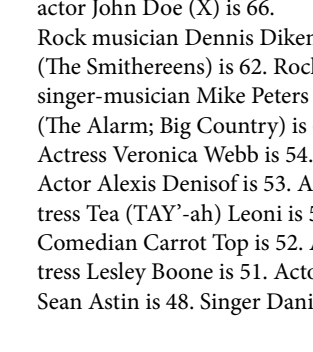 actor John Doe (X) is 66.
Rock musician Dennis Diken
(The Smithereens) is 62. Rock
singer-musician Mike Peters
(The Alarm; Big Country) is
Actress Veronica Webb is 54.
Actor Alexis Denisof is 53. A
tress Tea (TAY’-ah) Leoni is 5
Comedian Carrot Top is 52. A
tress Lesley Boone is 51. Acto
Sean Astin is 48. Singer Dani